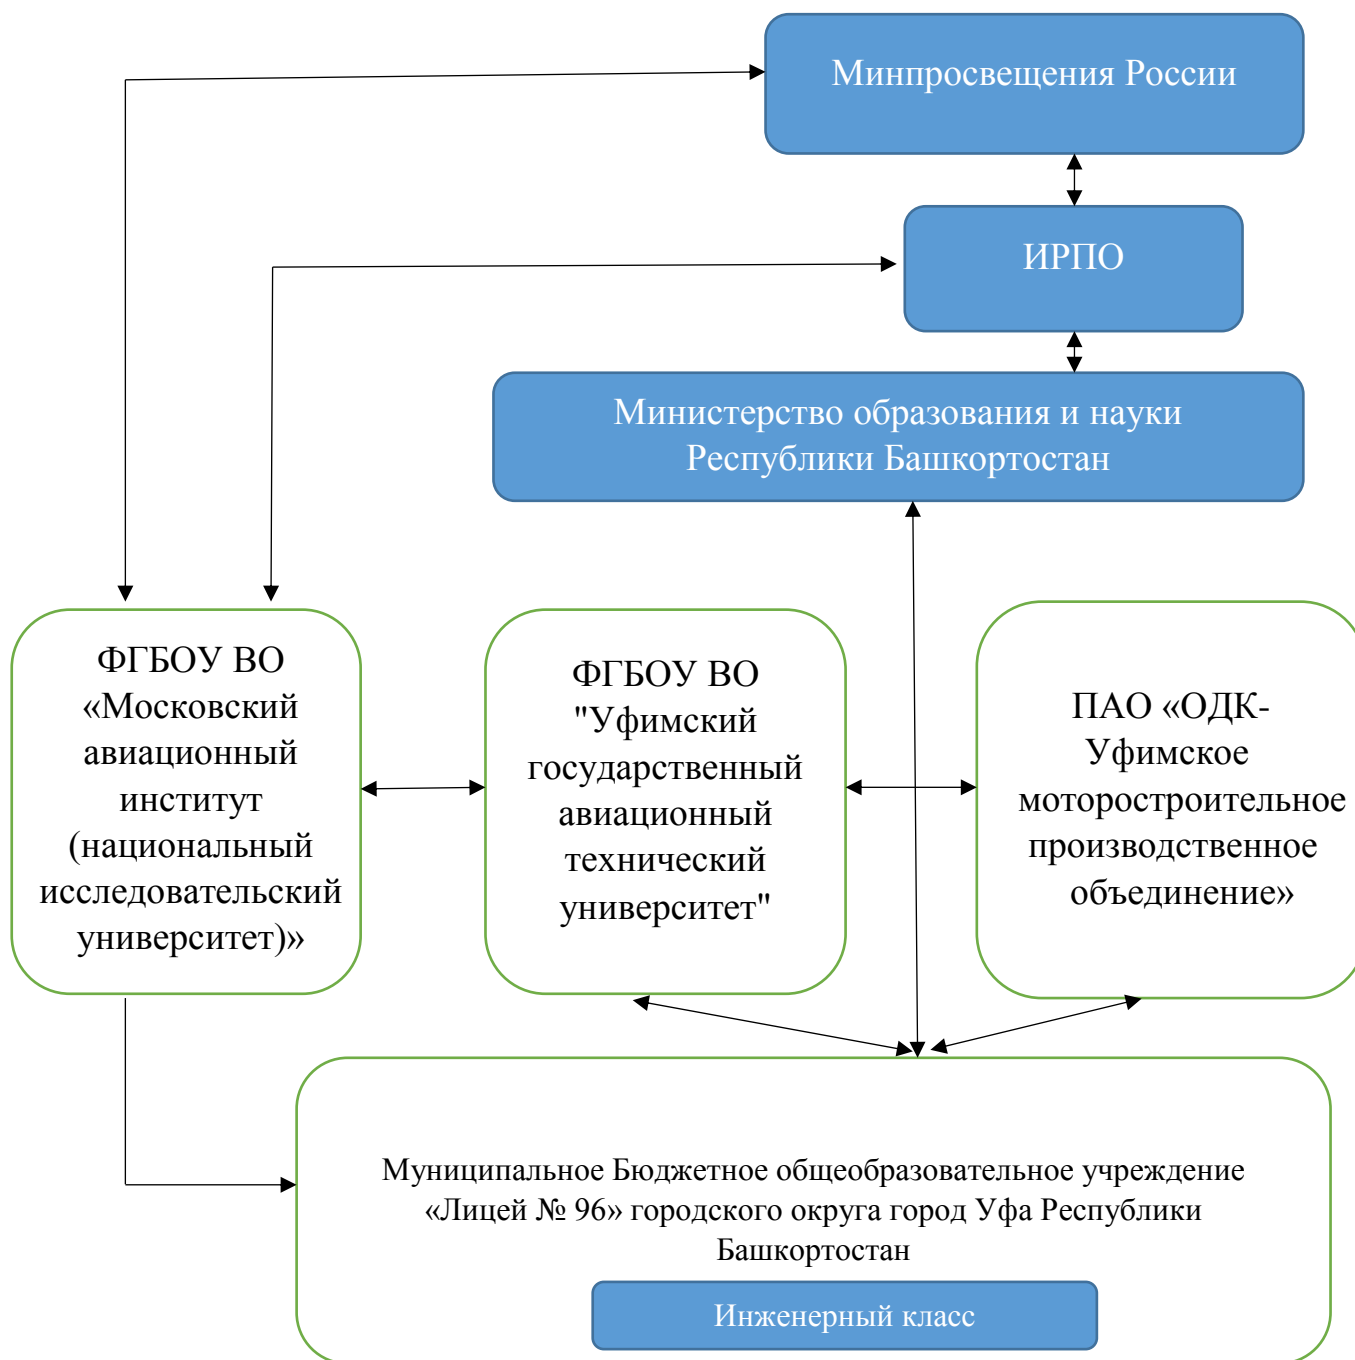 Минпросвещения России
ИРПО
Министерство образования и науки
Республики Башкортостан
ФГБОУ ВО
«Московский
авиационный
институт
(национальный
исследовательский
университет)»
ФГБОУ ВО
"Уфимский
государственный
авиационный
технический
университет"
ПАО «ОДК-
Уфимское
моторостроительное
производственное
объединение»
Муниципальное Бюджетное общеобразовательное учреждение
«Лицей № 96» городского округа город Уфа Республики
Башкортостан
Инженерный класс